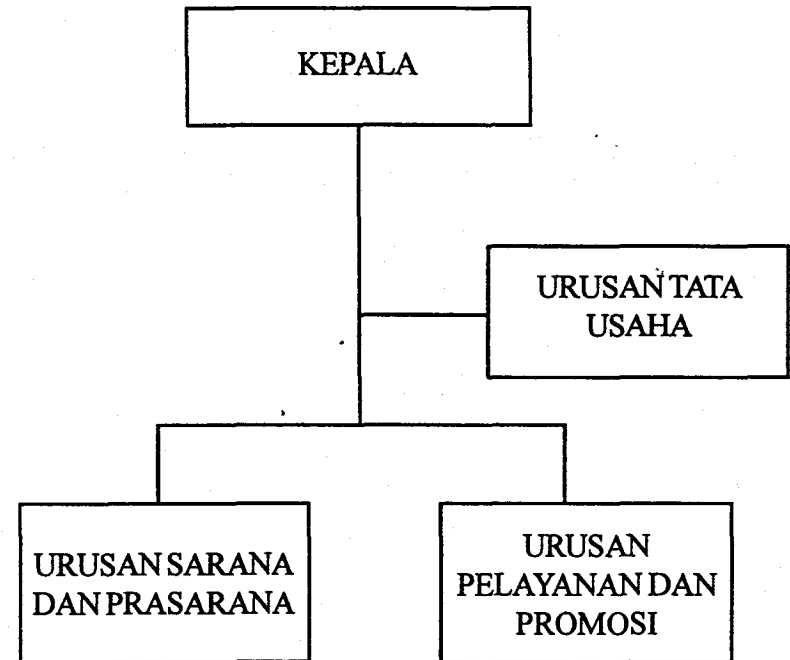 KEPALA
URUSAN TATA
USAHA
URUSAN SARANA
DAN PRASARANA
URUSAN
PELAYANAN DAN
PROMOSI